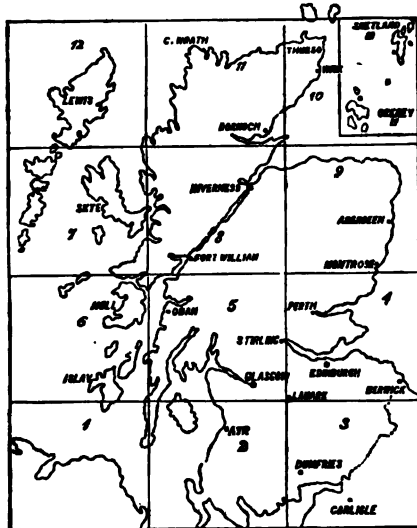 SHETLAND
12
C. WRATH
THURSO
11
WICK
LEWIS
10
ORKNEY
DORNOCH
9
INVERNESS
SKYE
ABERDEEN
7
8
FORT WILLIAM
MONTROSE
MULL
5
4
6
OBAN
PERTH
STIRLING
ISLAY
GLASGOW
EDINBURGH
BERWICK
LANARK
1
AYR
2
3
DUMFRIES
CARLISLE